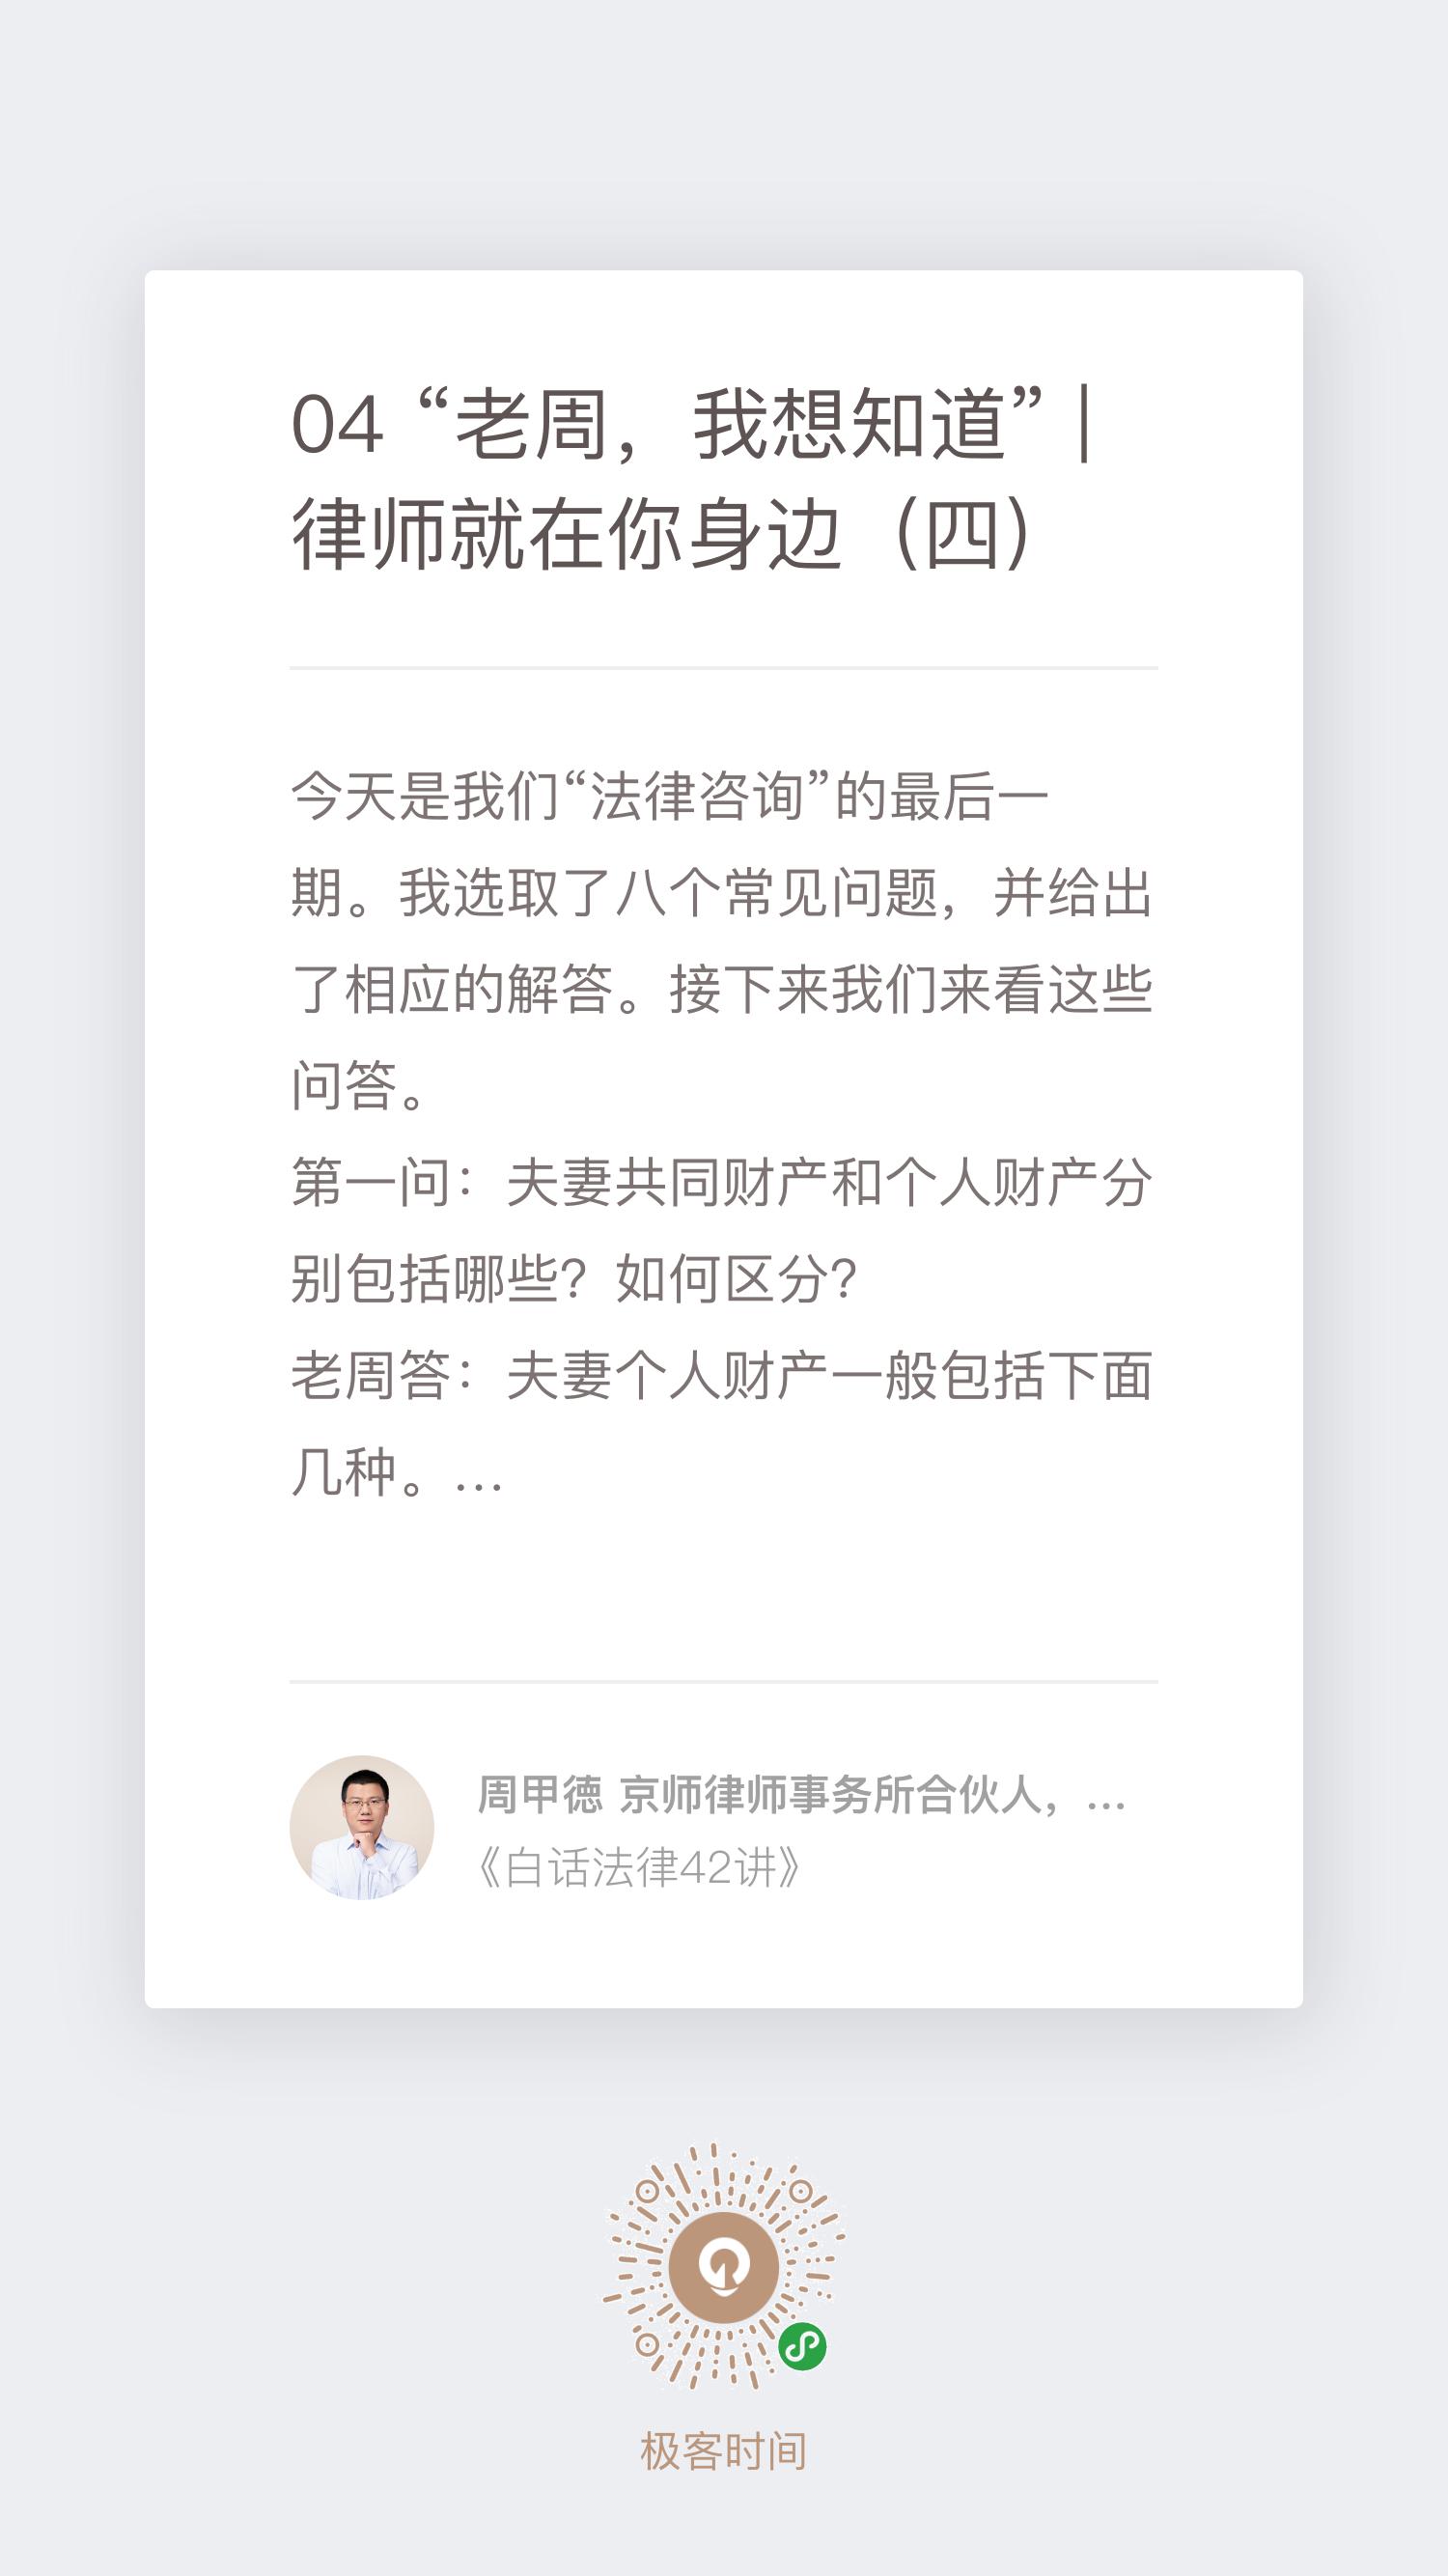 04 “老周，我想知道” |
律师就在你身边（四）
今天是我们“法律咨询”的最后一
期。我选取了八个常见问题，并给出
了相应的解答。接下来我们来看这些
问答。
第一问：夫妻共同财产和个人财产分
别包括哪些？如何区分？
老周答：夫妻个人财产一般包括下面
几种。...
周甲德 京师律师事务所合伙人，...
《白话法律42讲》
极客时间